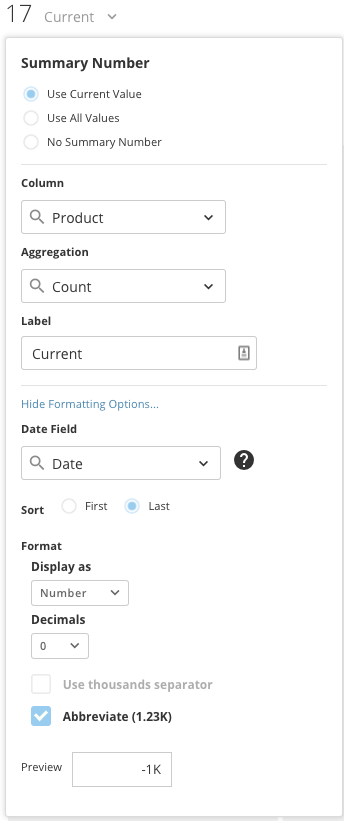 17 Current
Summary Number
Use Current Value
Use All Values
No Summary Number
Column
Product
Aggregation
Count
Label
Current
Hide Formatting Options...
Date Field
Date ?
Sort First Last
Format
Display as
Number
Decimals
0
Use thousands separator
Abbreviate (1.23K)
Preview -1K